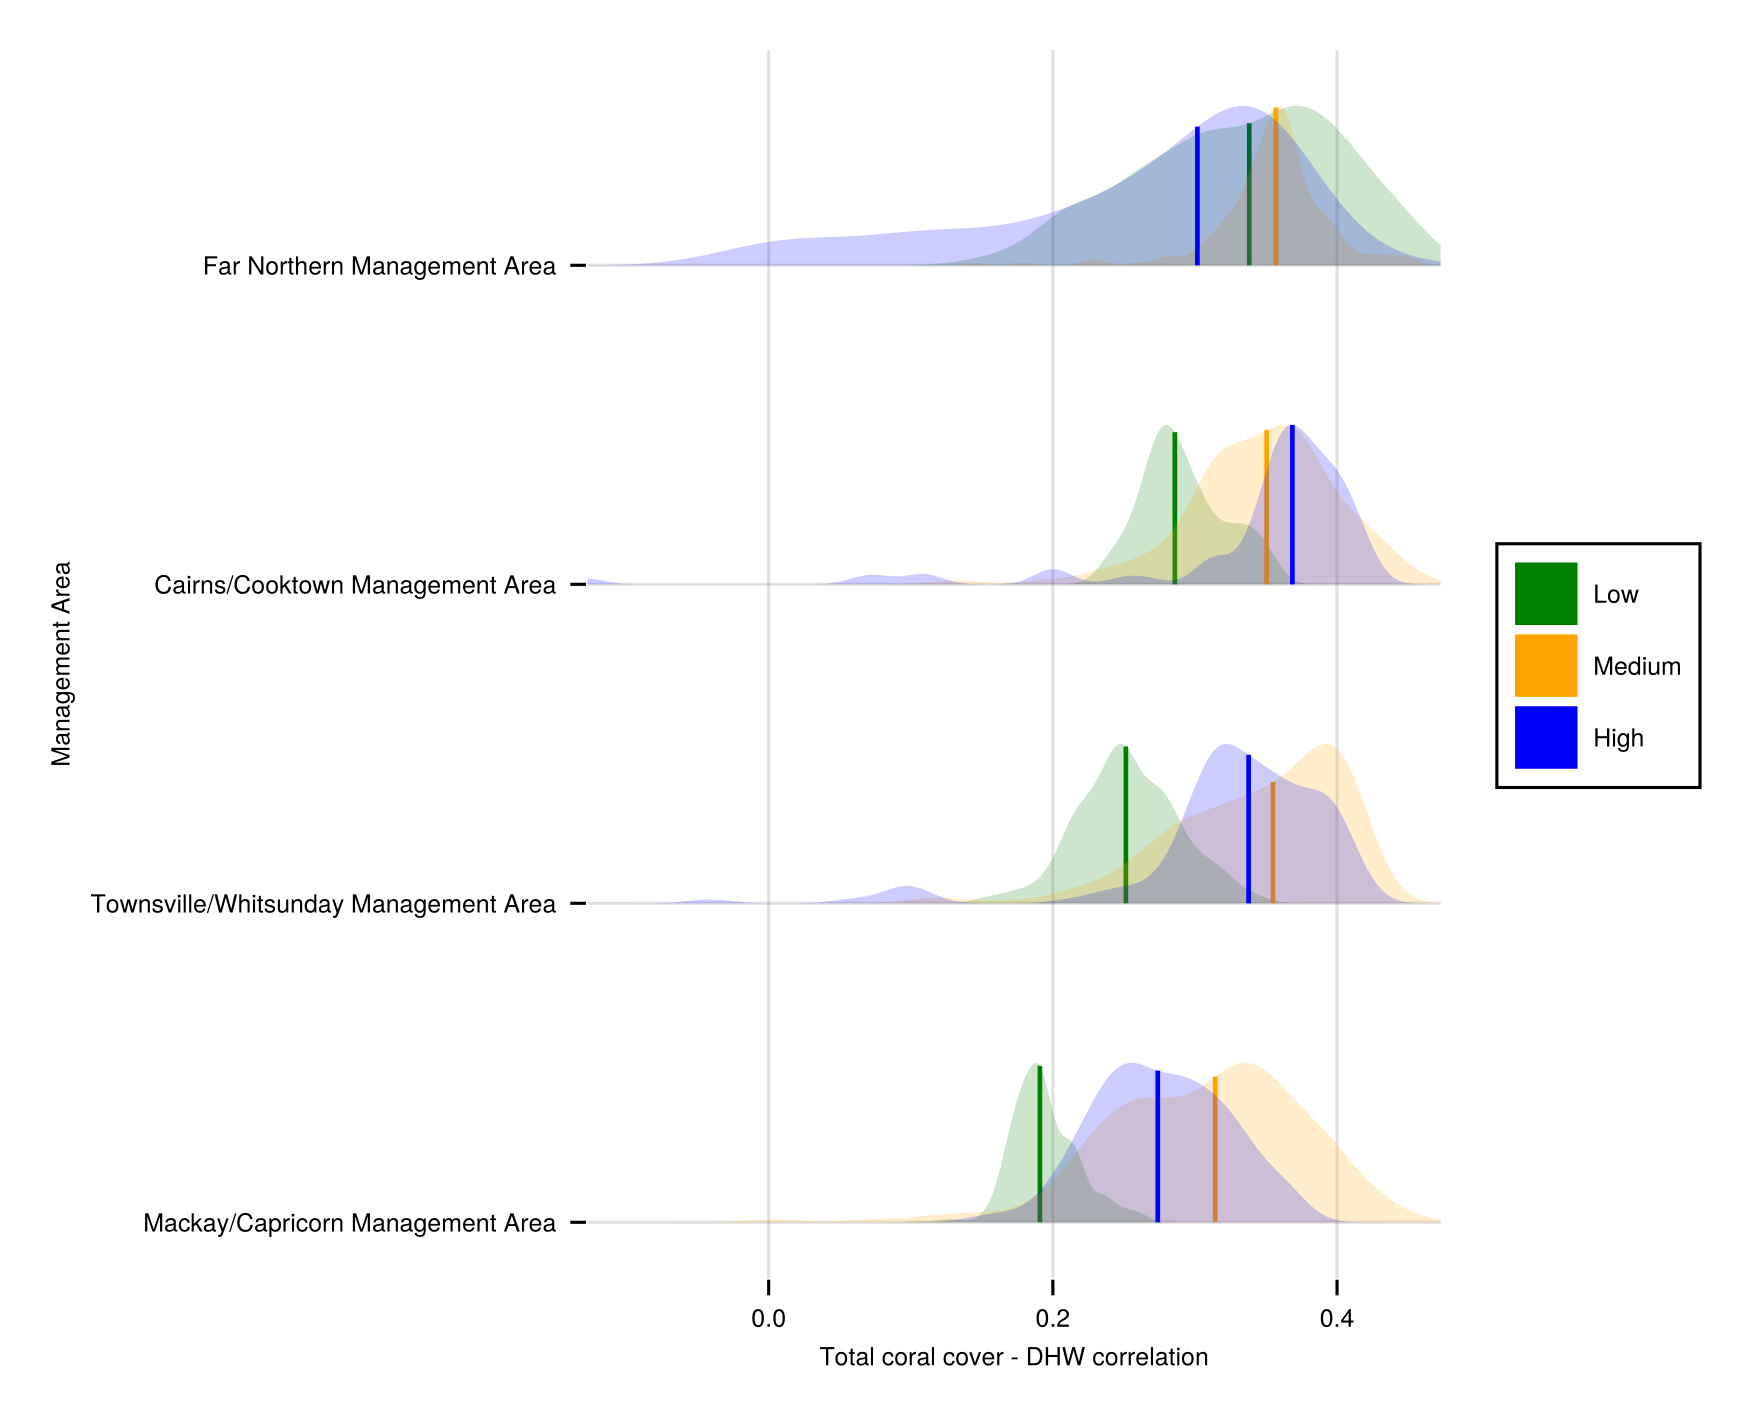 Far Northern Management Area
Cairns/Cooktown Management Area
Townsville/Whitsunday Management Area
Mackay/Capricorn Management Area
Management Area
0.0
0.2
0.4
Total coral cover - DHW correlation
Low
Medium
High